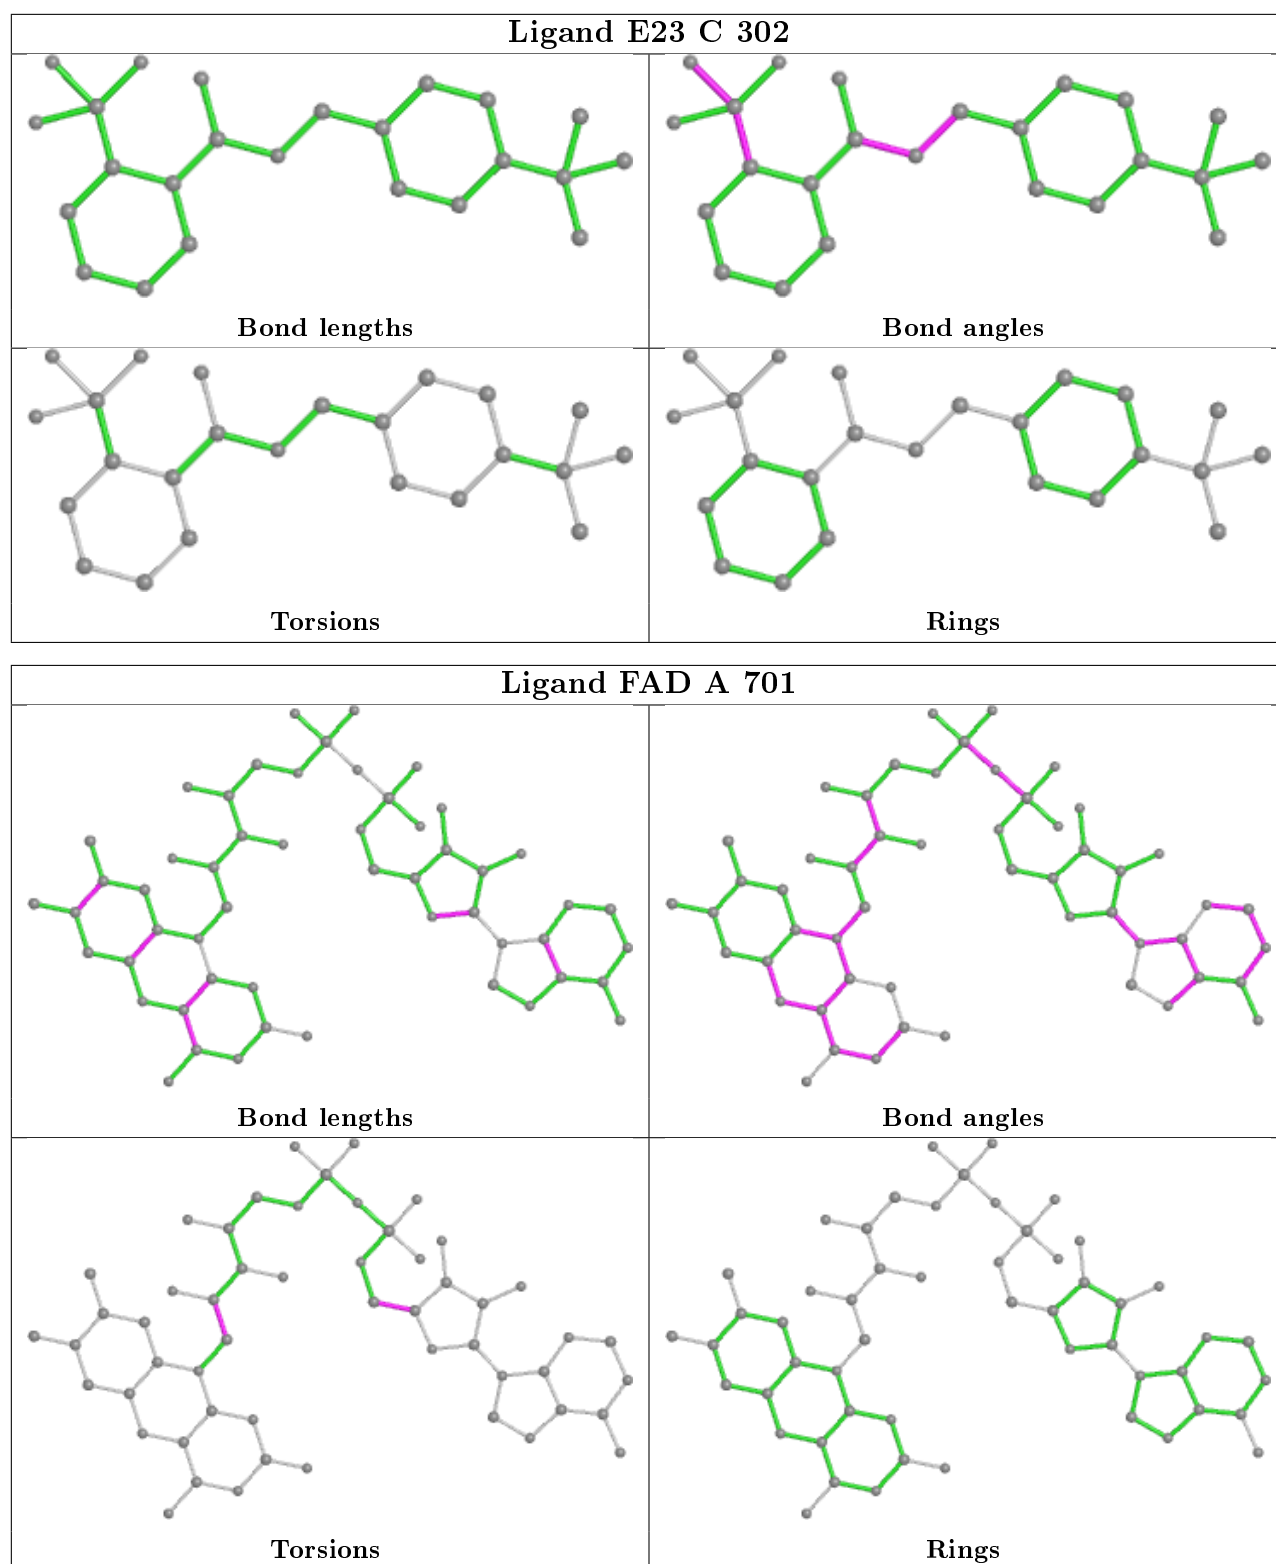 Ligand E23 C 302
Bond lengths
Bond angles
Torsions
Rings
Ligand FAD A 701
Bond lengths
Bond angles
Torsions
Rings